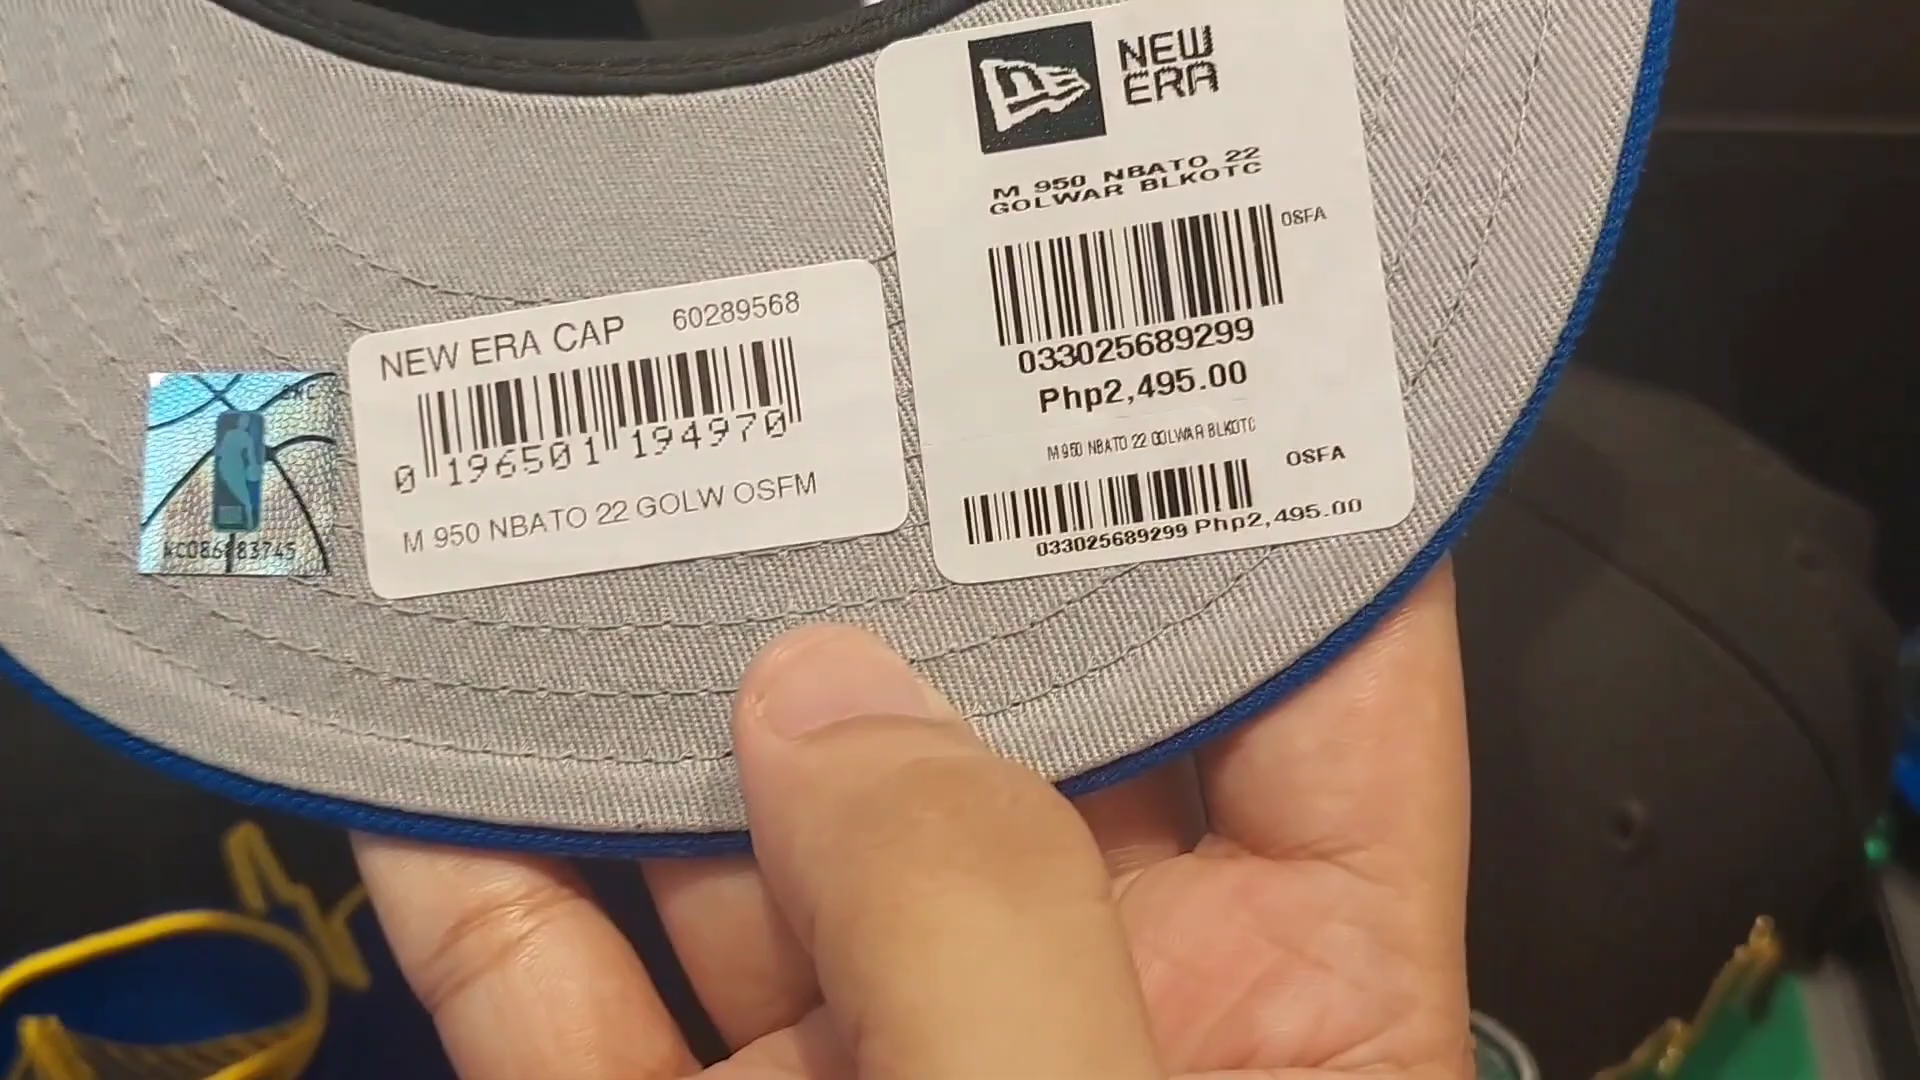 NEW ERA
M 950 NBATO 22
GOLWAR BLKOTC
OSFA
033025689299
Php2,495.00
M 950 NBATO 22 GOLWAR BLKOTC
OSFA
033025689299 Php2,495.00
NEW ERA CAP 60289568
0 196501 194970
M 950 NBATO 22 GOLW OSFM